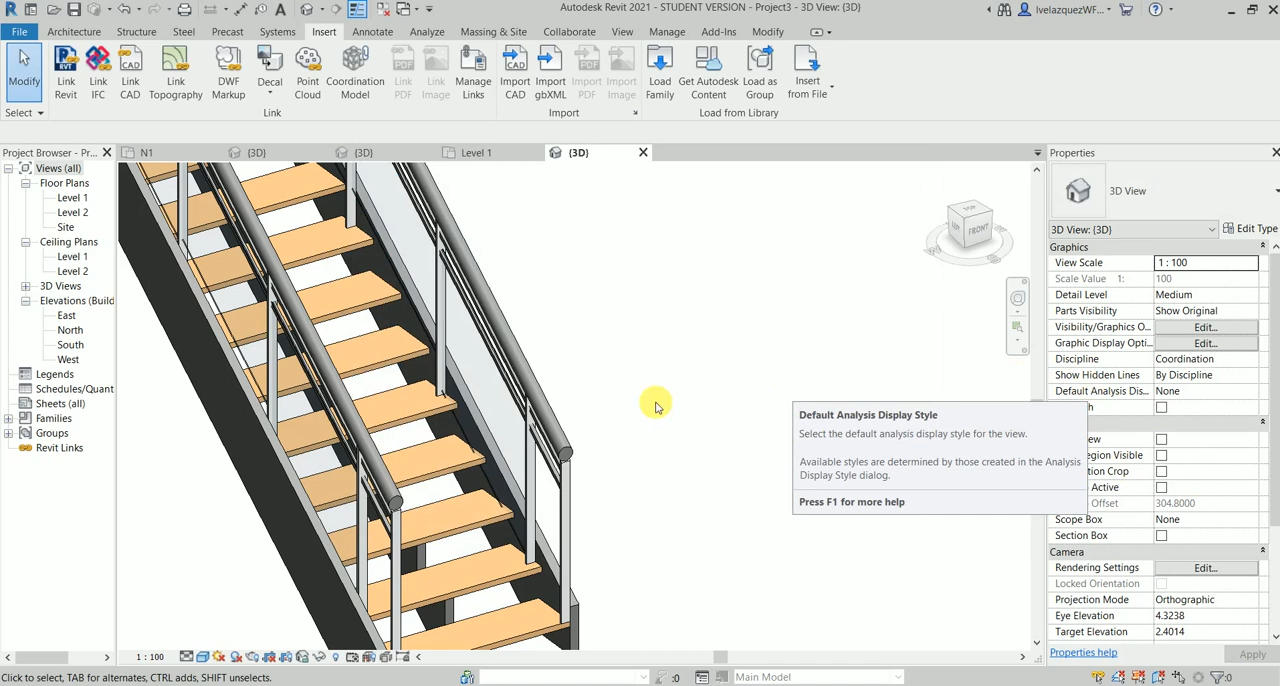 Autodesk Revit 2021 - STUDENT VERSION - Project3 - 3D View: {3D}
lvelazquezWF...
File Architecture Structure Steel Precast Systems Insert Annotate Analyze Massing & Site Collaborate View Manage Add-Ins Modify
Modify
Link Revit
Link IFC
Link CAD
Link Topography
DWF Markup
Decal
Point Cloud
Coordination Model
Link PDF
Link Image
Manage Links
Import CAD
Import gbXML
Import PDF
Import Image
Load Family
Get Autodesk Content
Load as Group
Insert from File
Select Link Import Load from Library
Project Browser - Pr...
N1 {3D} {3D} Level 1 {3D}
Properties
Views (all)
Floor Plans
Level 1
Level 2
Site
Ceiling Plans
Level 1
Level 2
3D Views
Elevations (Build
East
North
South
West
Legends
Schedules/Quant
Sheets (all)
Families
Groups
Revit Links
TOP
FRONT
Default Analysis Display Style
Select the default analysis display style for the view.
Available styles are determined by those created in the Analysis
Display Style dialog.
Press F1 for more help
3D View
3D View: {3D} Edit Type
Graphics
View Scale 1 : 100
Scale Value 1: 100
Detail Level Medium
Parts Visibility Show Original
Visibility/Graphics O... Edit...
Graphic Display Opti... Edit...
Discipline Coordination
Show Hidden Lines By Discipline
Default Analysis Dis... None
h
ew
egion Visible
tion Crop
Active
Offset 304.8000
Scope Box None
Section Box
Camera
Rendering Settings Edit...
Locked Orientation
Projection Mode Orthographic
Eye Elevation 4.3238
Target Elevation 2.4014
Properties help Apply
1 : 100
Click to select, TAB for alternates, CTRL adds, SHIFT unselects.
:0
Main Model
:0